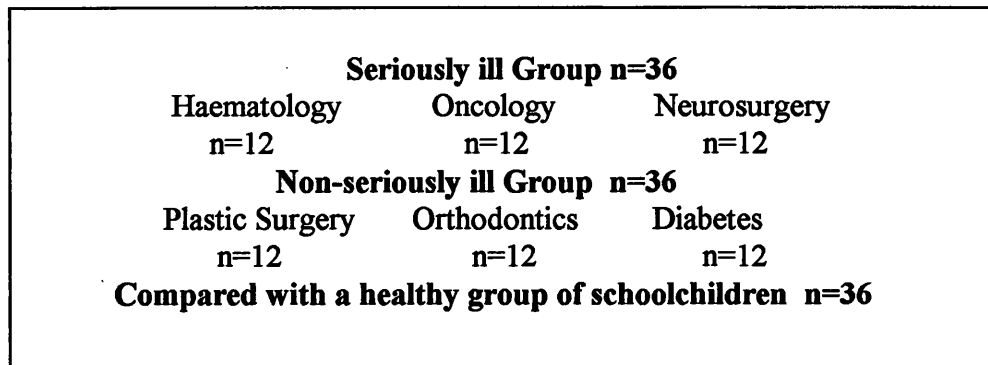 Seriously ill Group n=36
Haematology Oncology Neurosurgery
n=12 n=12 n=12
Non-seriously ill Group n=36
Plastic Surgery Orthodontics Diabetes
n=12 n=12 n=12
Compared with a healthy group of schoolchildren n=36